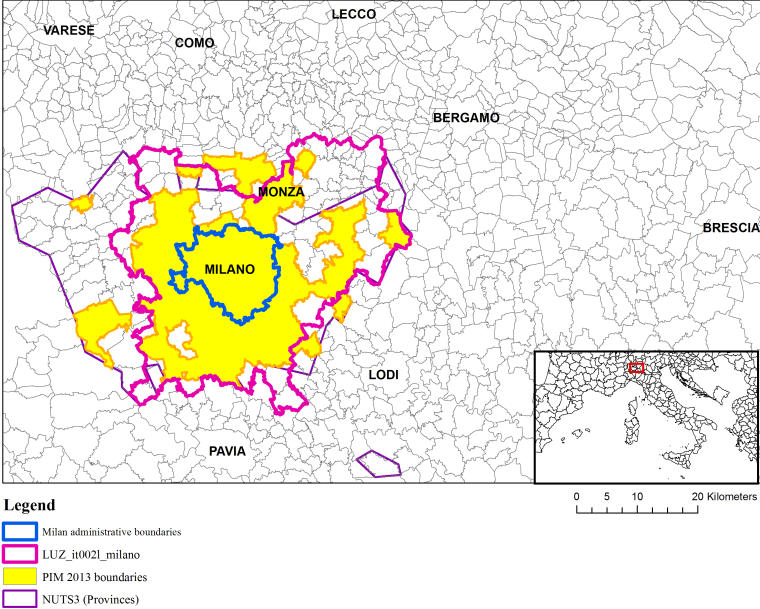 LECCO
VARESE
COMO
BERGAMO
MONZA
BRESCIA
MILANO
LODI
PAVIA
0 5 10 20 Kilometers
Legend
Milan administrative boundaries
LUZ_it002l_milano
PIM 2013 boundaries
NUTS3 (Provinces)